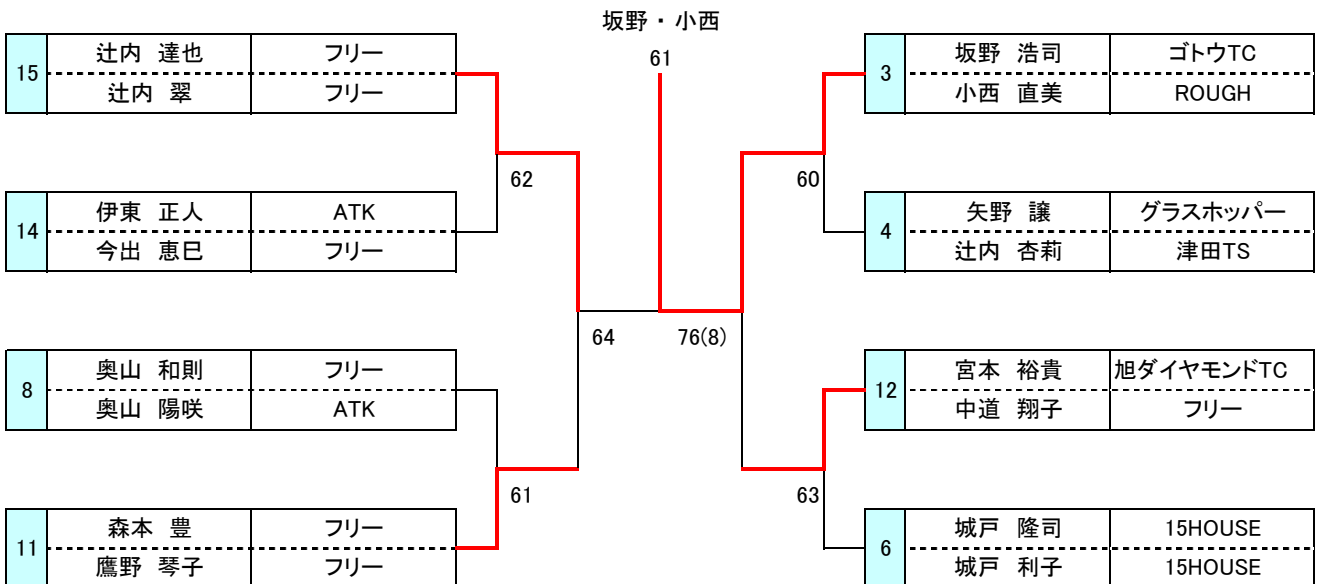 坂野・小西
61
15 辻内 達也 フリー
辻内 翠 フリー
62
14 伊東 正人 ATK
今出 恵巳 フリー
64
8 奥山 和則 フリー
奥山 陽咲 ATK
61
11 森本 豊 フリー
鷹野 琴子 フリー
3 坂野 浩司 ゴトウTC
小西 直美 ROUGH
60
4 矢野 譲 グラスホッパー
辻内 杏莉 津田TS
76(8)
12 宮本 裕貴 旭ダイヤモンドTC
中道 翔子 フリー
63
6 城戸 隆司 15HOUSE
城戸 利子 15HOUSE